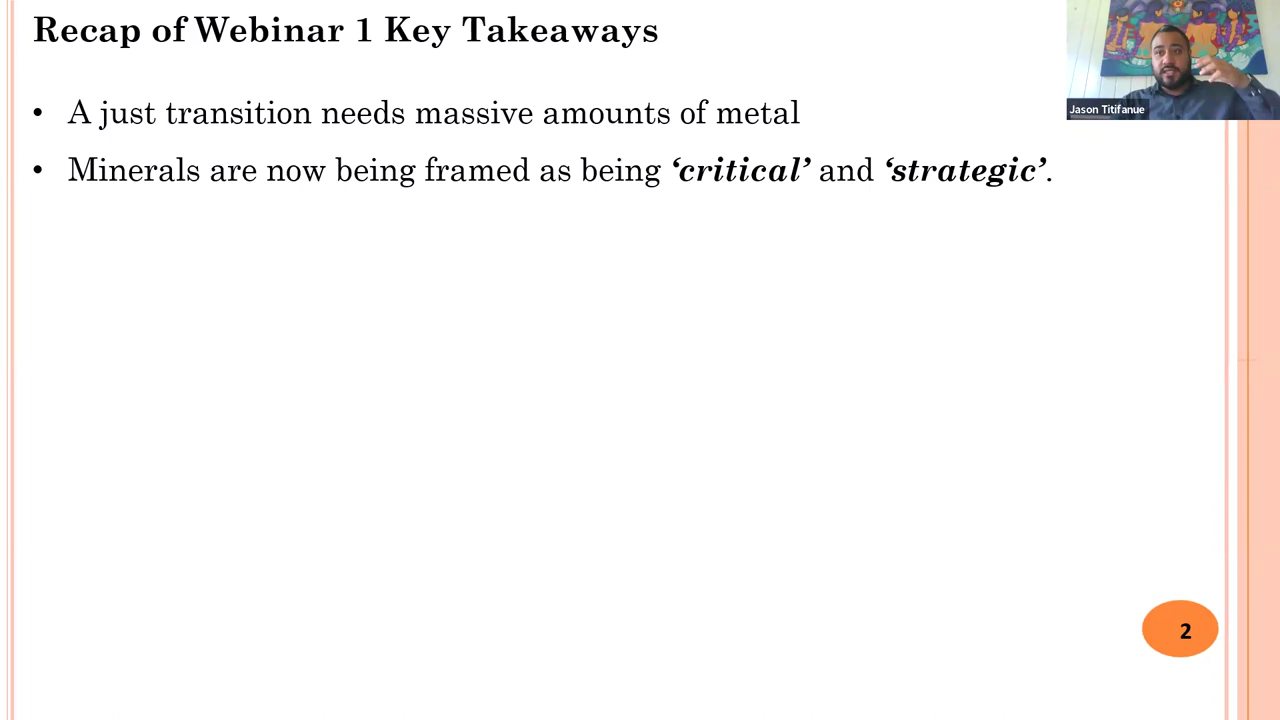 Recap of Webinar 1 Key Takeaways
Jason Titifanue
• A just transition needs massive amounts of metal
• Minerals are now being framed as being ‘critical’ and ‘strategic’.
2